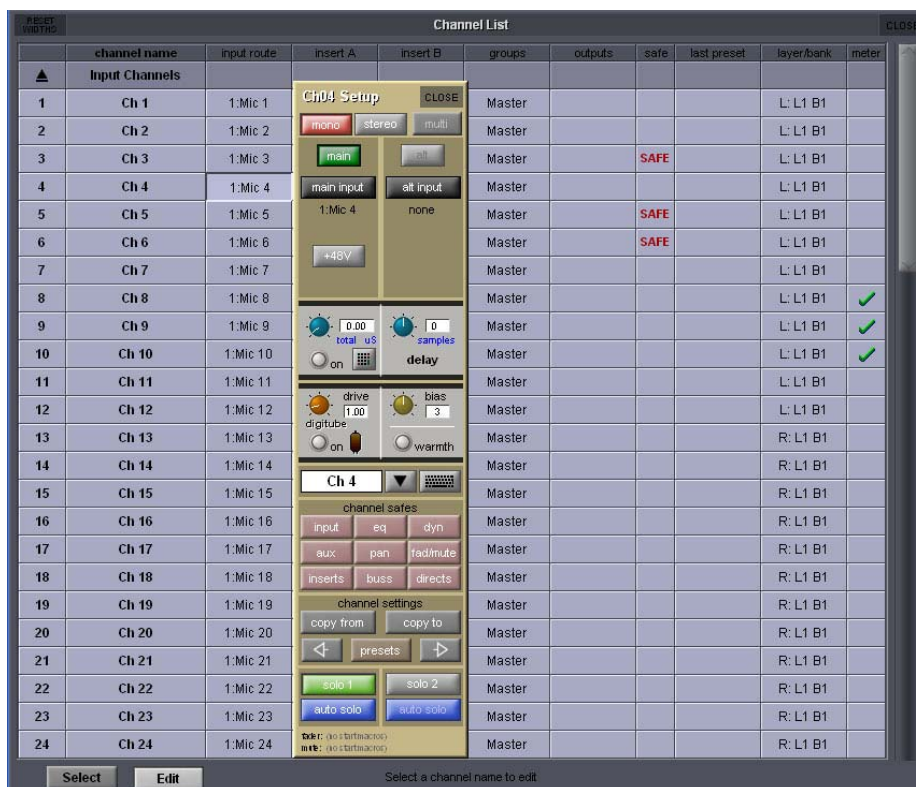 RESET WIDTHS Channel List CLOSE
channel name input route insert A insert B groups outputs safe last preset layer/bank meter
Input Channels
1 Ch 1 1:Mic 1 Master L: L1 B1
2 Ch 2 1:Mic 2 Master L: L1 B1
3 Ch 3 1:Mic 3 Master SAFE L: L1 B1
4 Ch 4 1:Mic 4 Master L: L1 B1
5 Ch 5 1:Mic 5 Master SAFE L: L1 B1
6 Ch 6 1:Mic 6 Master SAFE L: L1 B1
7 Ch 7 1:Mic 7 Master L: L1 B1
8 Ch 8 1:Mic 8 Master L: L1 B1
9 Ch 9 1:Mic 9 Master L: L1 B1
10 Ch 10 1:Mic 10 Master L: L1 B1
11 Ch 11 1:Mic 11 Master L: L1 B1
12 Ch 12 1:Mic 12 Master L: L1 B1
13 Ch 13 1:Mic 13 Master R: L1 B1
14 Ch 14 1:Mic 14 Master R: L1 B1
15 Ch 15 1:Mic 15 Master R: L1 B1
16 Ch 16 1:Mic 16 Master R: L1 B1
17 Ch 17 1:Mic 17 Master R: L1 B1
18 Ch 18 1:Mic 18 Master R: L1 B1
19 Ch 19 1:Mic 19 Master R: L1 B1
20 Ch 20 1:Mic 20 Master R: L1 B1
21 Ch 21 1:Mic 21 Master R: L1 B1
22 Ch 22 1:Mic 22 Master R: L1 B1
23 Ch 23 1:Mic 23 Master R: L1 B1
24 Ch 24 1:Mic 24 Master R: L1 B1
Ch04 Setup CLOSE
mono stereo multi
main alt
main input alt input
1:Mic 4 none
+48V
0.00 0
total uS samples
on delay
drive bias
1.00 3
digitube
on warmth
Ch 4
channel safes
input eq dyn
aux pan fad/mute
inserts buss directs
channel settings
copy from copy to
presets
solo 1 solo 2
auto solo auto solo
fader: (no start macros)
mute: (no start macros)
Select Edit Select a channel name to edit